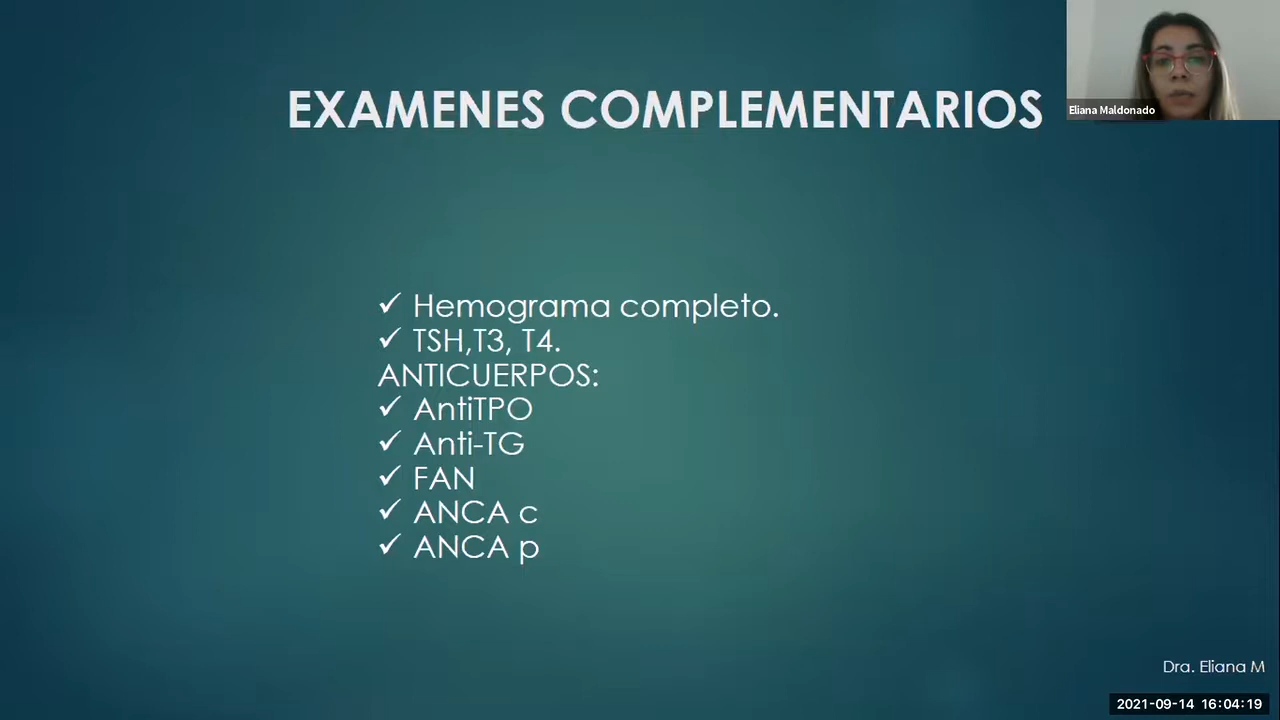 EXAMENES COMPLEMENTARIOS
Eliana Maldonado
✓ Hemograma completo.
✓ TSH,T3, T4.
ANTICUERPOS:
✓ AntiTPO
✓ Anti-TG
✓ FAN
✓ ANCA c
✓ ANCA p
Dra. Eliana M
2021-09-14 16:04:19